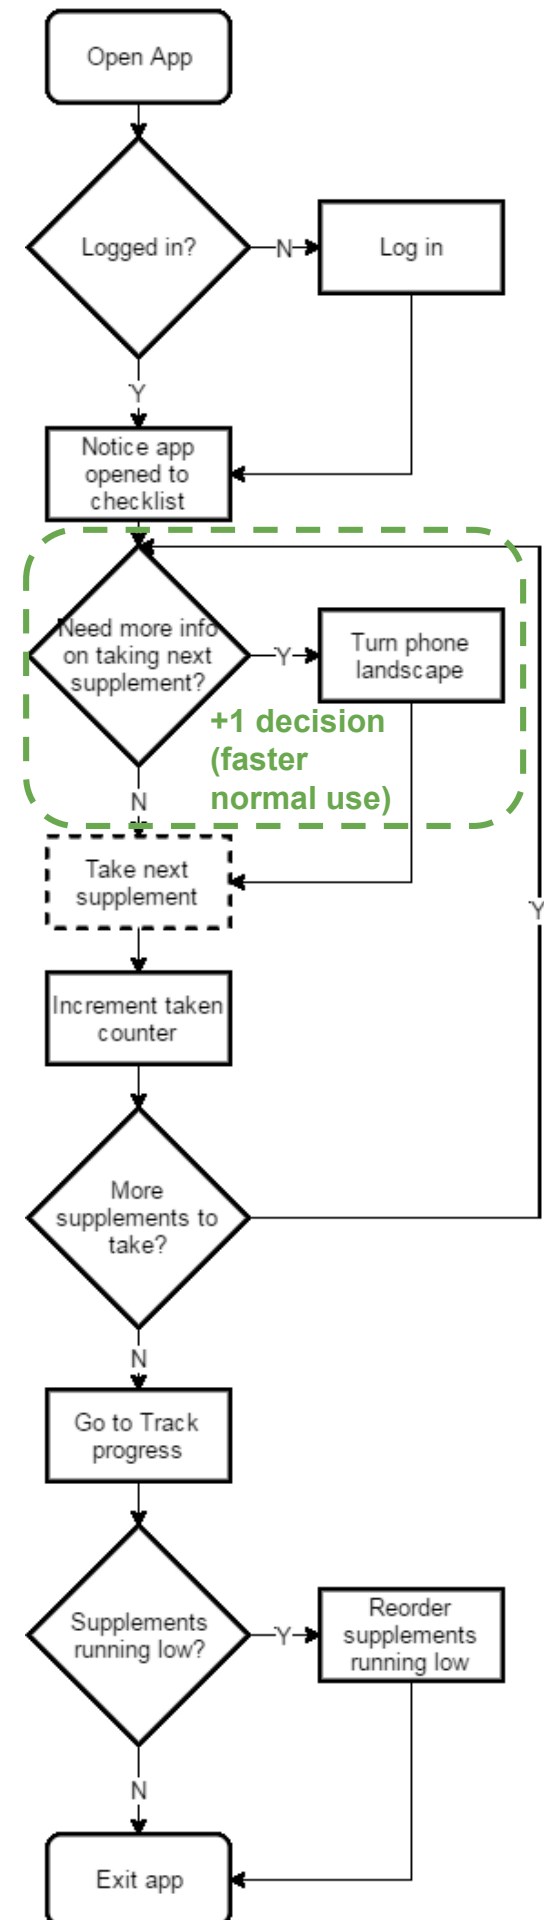 Open App
Logged in?
N
Log in
Y
Notice app
opened to
checklist
Need more info
on taking next
supplement?
Y
Turn phone
landscape
+1 decision
(faster
normal use)
N
Take next
supplement
Y
Increment taken
counter
More
supplements to
take?
N
Go to Track
progress
Supplements
running low?
Y
Reorder
supplements
running low
N
Exit app